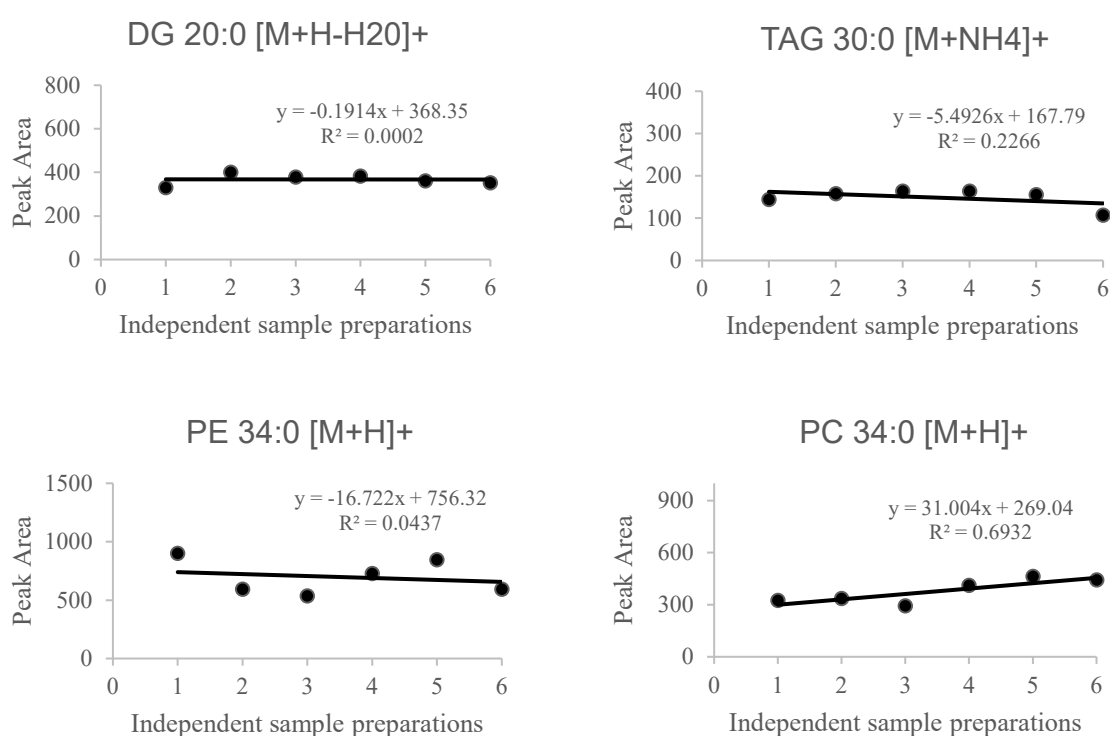 DG 20:0 [M+H-H20]+
800
600
400
200
0
Peak Area
y = -0.1914x + 368.35
R² = 0.0002
0 1 2 3 4 5 6
Independent sample preparations
TAG 30:0 [M+NH4]+
400
300
200
100
0
Peak Area
y = -5.4926x + 167.79
R² = 0.2266
0 1 2 3 4 5 6
Independent sample preparations
PE 34:0 [M+H]+
1500
1000
500
0
Peak Area
y = -16.722x + 756.32
R² = 0.0437
0 1 2 3 4 5 6
Independent sample preparations
PC 34:0 [M+H]+
900
600
300
0
Peak Area
y = 31.004x + 269.04
R² = 0.6932
0 1 2 3 4 5 6
Independent sample preparations